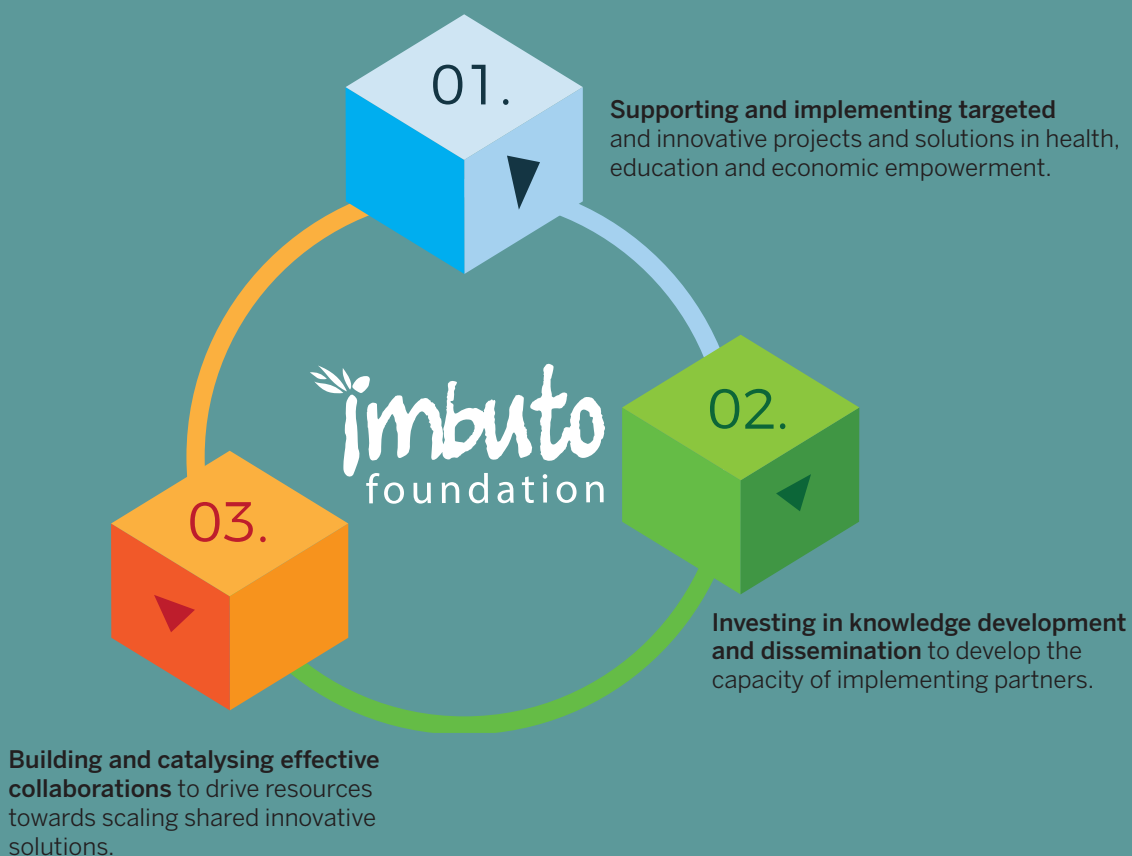 01.
Supporting and implementing targeted
and innovative projects and solutions in health,
education and economic empowerment.
imbuto
foundation
02.
Investing in knowledge development
and dissemination to develop the
capacity of implementing partners.
03.
Building and catalysing effective
collaborations to drive resources
towards scaling shared innovative
solutions.